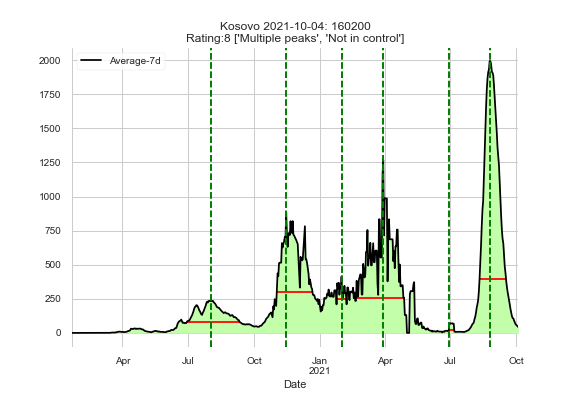 Kosovo 2021-10-04: 160200
Rating:8 ['Multiple peaks', 'Not in control']
Average-7d
2000
1750
1500
1250
1000
750
500
250
0
Apr Jul Oct Jan Apr Jul Oct
2021
Date